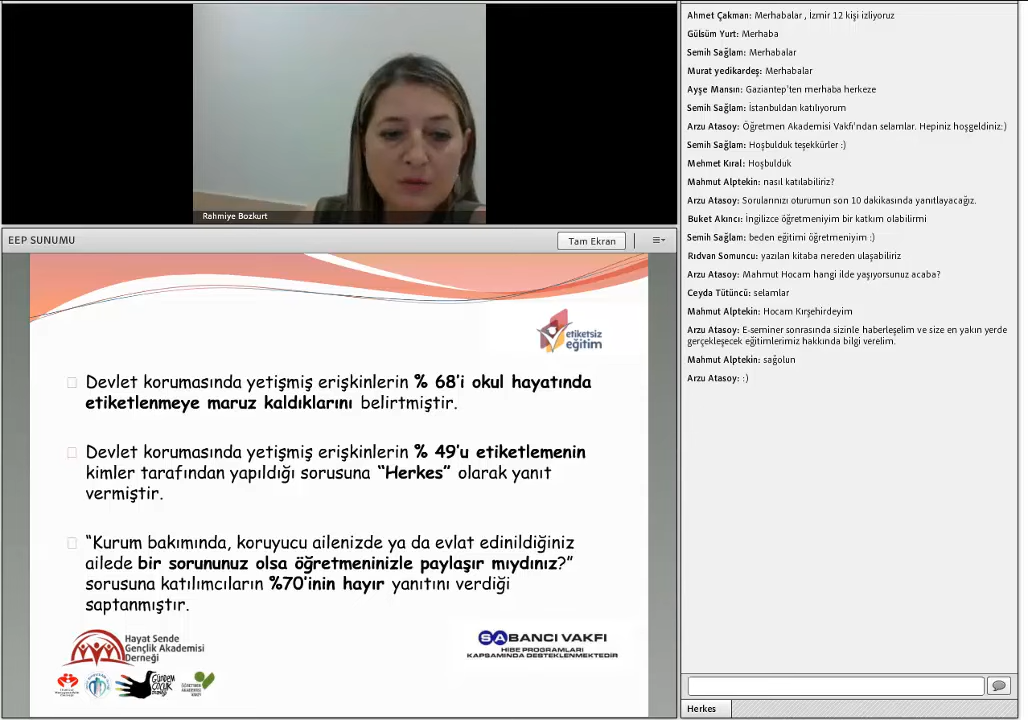 Rahmiye Bozkurt
EEP SUNUMU
Tam Ekran
etiketsiz
eğitim
Devlet korumasında yetişmiş erişkinlerin % 68'i okul hayatında
etiketlenmeye maruz kaldıklarını belirtmiştir.
Devlet korumasında yetişmiş erişkinlerin % 49'u etiketlemenin
kimler tarafından yapıldığı sorusuna “Herkes” olarak yanıt
vermiştir.
“Kurum bakımında, koruyucu ailenizde ya da evlat edinildiğiniz
ailede bir sorununuz olsa öğretmeninizle paylaşır mıydınız?”
sorusuna katılımcıların %70'inin hayır yanıtını verdiği
saptanmıştır.
Hayat Sende
Gençlik Akademisi
Derneği
Gündem
Çocuk
SABANCI VAKFI
HİBE PROGRAMLARI
KAPSAMINDA DESTEKLENMEKTEDİR
Ahmet Çakman: Merhabalar , İzmir 12 kişi izliyoruz
Gülsüm Yurt: Merhaba
Semih Sağlam: Merhabalar
Murat yedikardeş: Merhabalar
Ayşe Mansın: Gaziantep'ten merhaba herkeze
Semih Sağlam: İstanbuldan katılıyorum
Arzu Atasoy: Öğretmen Akademisi Vakfı'ndan selamlar. Hepiniz hoşgeldiniz:)
Semih Sağlam: Hoşbulduk teşekkürler :)
Mehmet Kıral: Hoşbulduk
Mahmut Alptekin: nasıl katılabiliriz?
Arzu Atasoy: Sorularınızı oturumun son 10 dakikasında yanıtlayacağız.
Buket Akıncı: İngilizce öğretmeniyim bir katkım olabilirmi
Semih Sağlam: beden eğitimi öğretmeniyim :)
Rıdvan Somuncu: yazılan kitaba nereden ulaşabiliriz
Arzu Atasoy: Mahmut Hocam hangi ilde yaşıyorsunuz acaba?
Ceyda Tütüncü: selamlar
Mahmut Alptekin: Hocam Kırşehirdeyim
Arzu Atasoy: E-seminer sonrasında sizinle haberleşelim ve size en yakın yerde
gerçekleşecek eğitimlerimiz hakkında bilgi verelim.
Mahmut Alptekin: sağolun
Arzu Atasoy: :)
Herkes